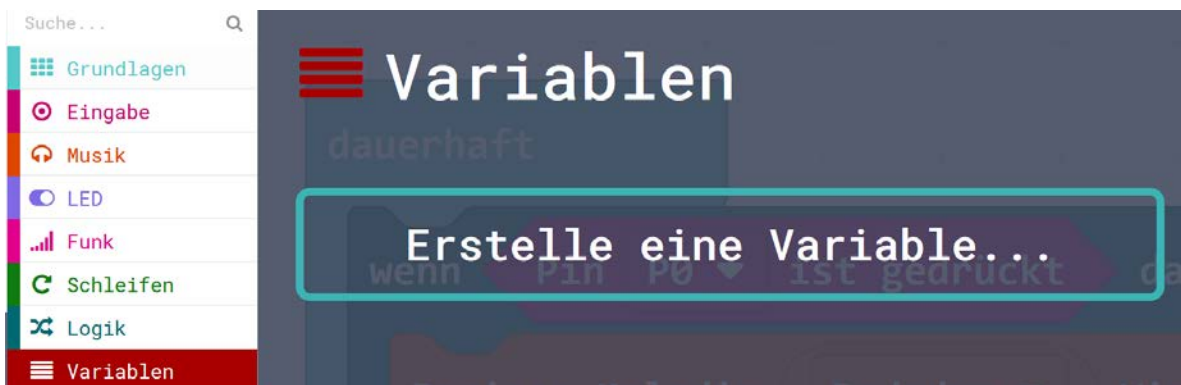 Suche...
Grundlagen
Eingabe
Musik
LED
Funk
Schleifen
Logik
Variablen
Variablen
dauerhaft
Erstelle eine Variable...
wenn Pin P0 ist gedrückt